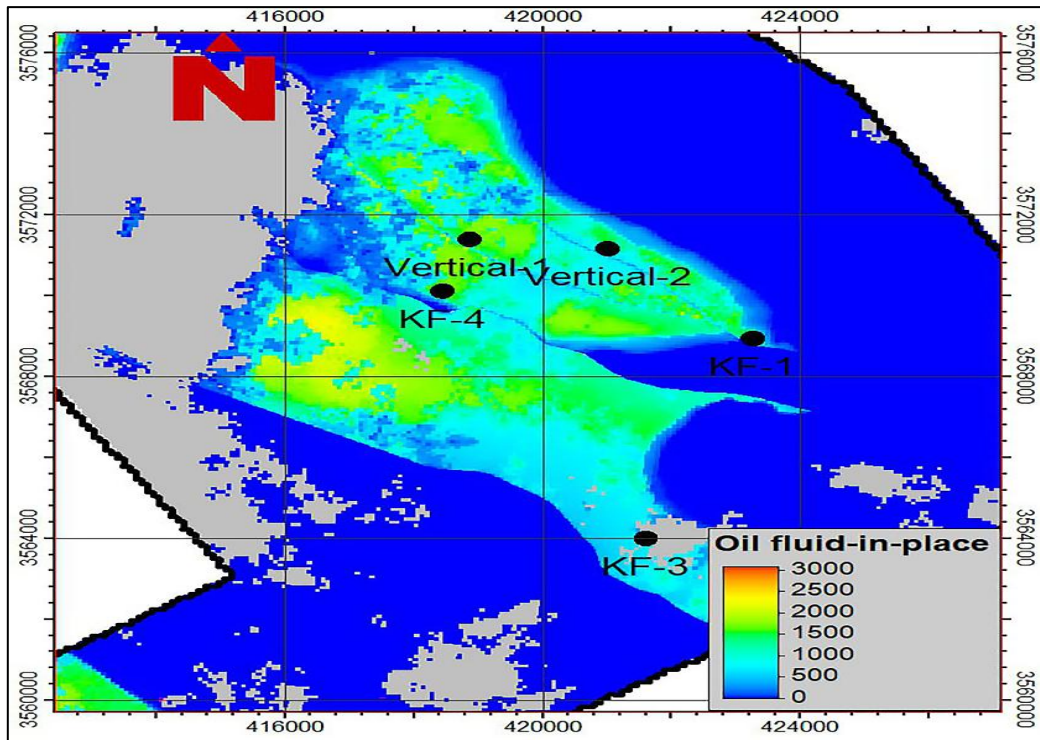 416000 420000 424000
3576000 3576000
N
3572000 3572000
Vertical-1 Vertical-2
KF-4
KF-1
3568000 3568000
3564000 3564000
Oil fluid-in-place
KF-3
3000
2500
2000
1500
1000
500
0
3560000 3560000
416000 420000 424000